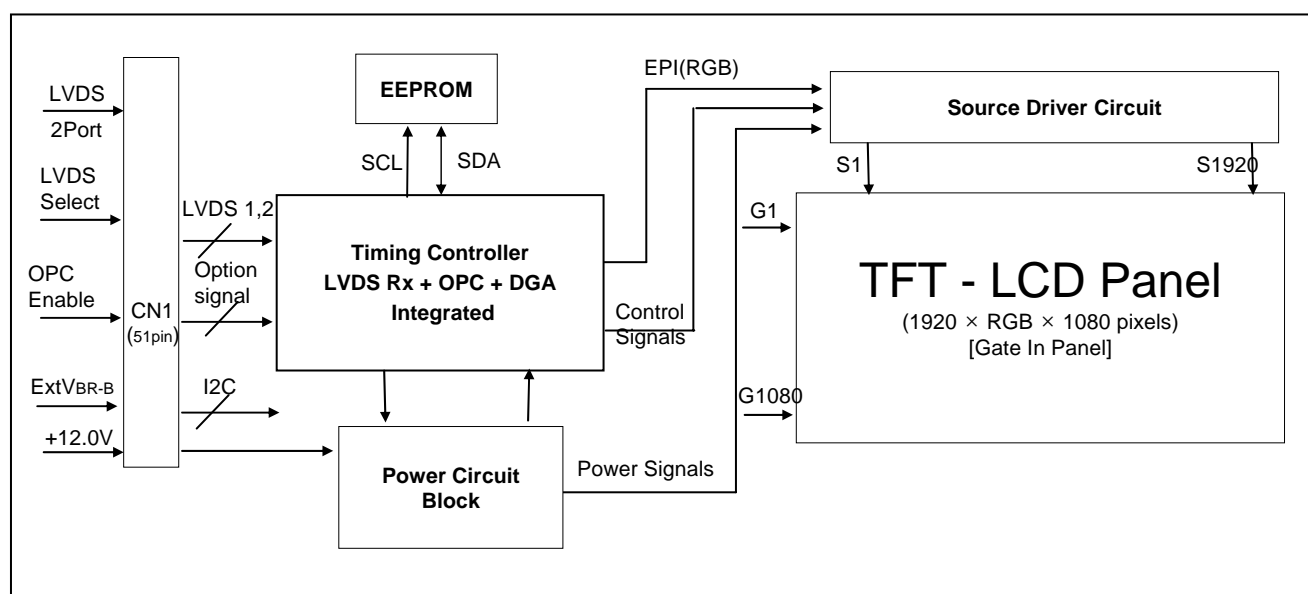 LVDS
2Port
LVDS
Select
OPC
Enable
ExtVBR-B
+12.0V
CN1
(51pin)
LVDS 1,2
Option
signal
I2C
EEPROM
SCL
SDA
Timing Controller
LVDS Rx + OPC + DGA
Integrated
Power Circuit
Block
EPI(RGB)
Control
Signals
Power Signals
Source Driver Circuit
S1
S1920
G1
G1080
TFT - LCD Panel
(1920 × RGB × 1080 pixels)
[Gate In Panel]